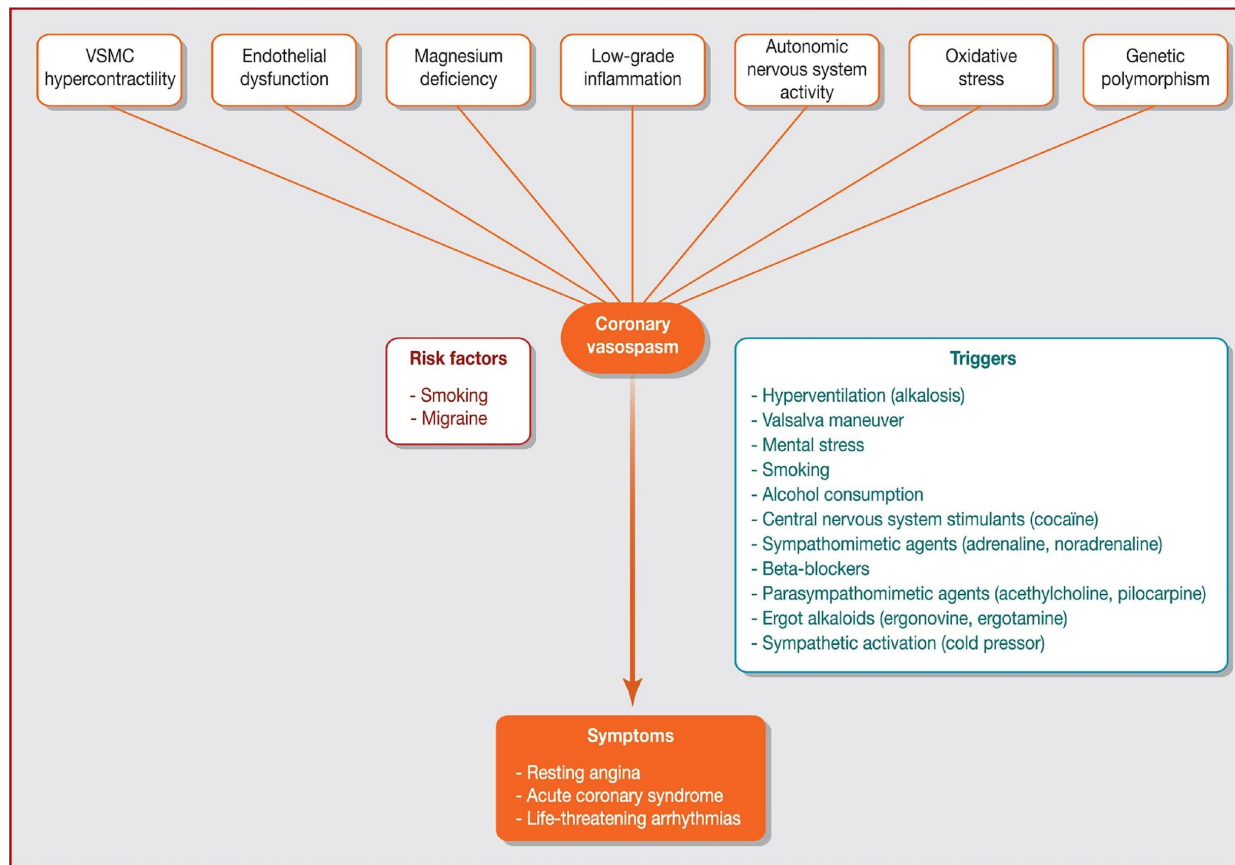 VSMC
hypercontractility
Endothelial
dysfunction
Magnesium
deficiency
Low-grade
inflammation
Autonomic
nervous system
activity
Oxidative
stress
Genetic
polymorphism
Coronary
vasospasm
Risk factors
- Smoking
- Migraine
Triggers
- Hyperventilation (alkalosis)
- Valsalva maneuver
- Mental stress
- Smoking
- Alcohol consumption
- Central nervous system stimulants (cocaïne)
- Sympathomimetic agents (adrenaline, noradrenaline)
- Beta-blockers
- Parasympathomimetic agents (acethylcholine, pilocarpine)
- Ergot alkaloids (ergonovine, ergotamine)
- Sympathetic activation (cold pressor)
Symptoms
- Resting angina
- Acute coronary syndrome
- Life-threatening arrhythmias